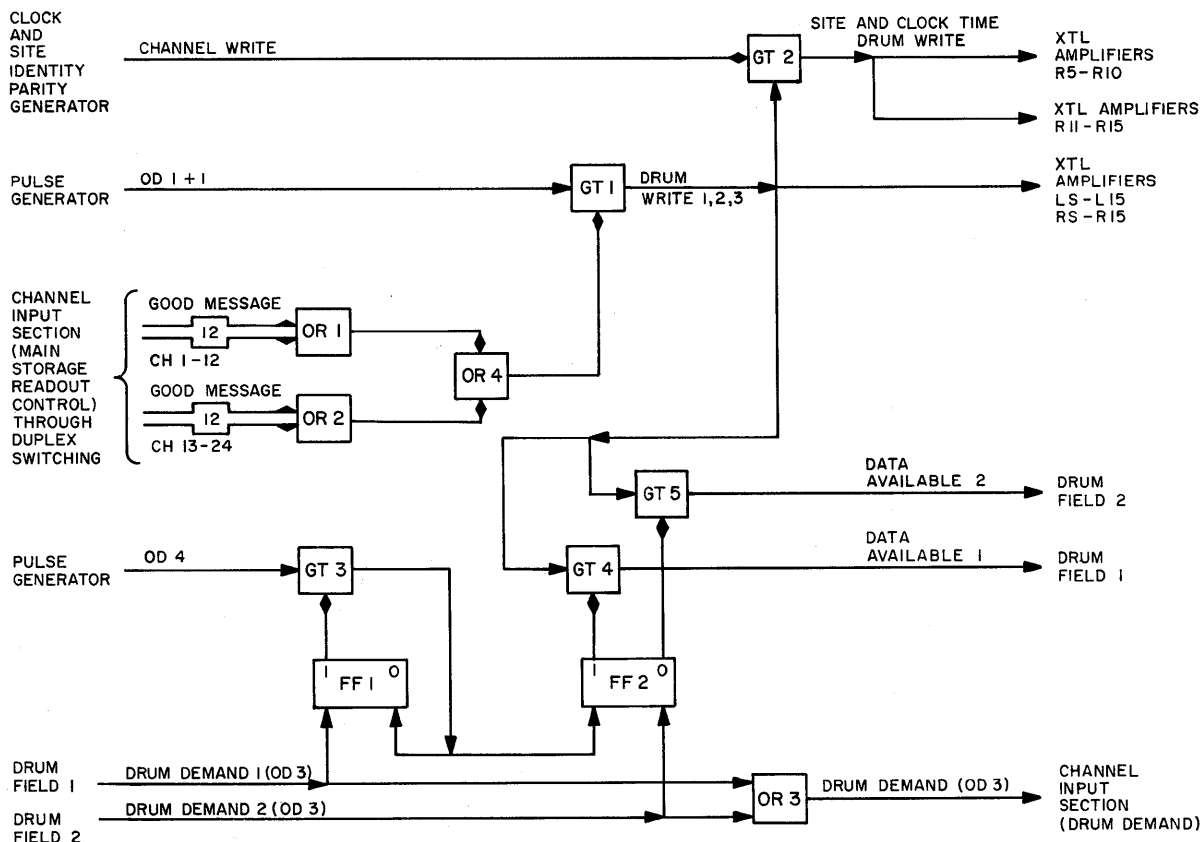 CLOCK
AND
SITE
IDENTITY
PARITY
GENERATOR
CHANNEL WRITE
GT 2
SITE AND CLOCK TIME
DRUM WRITE
XTL
AMPLIFIERS
R5-R10
XTL AMPLIFIERS
R11-R15
PULSE
GENERATOR
OD 1 + 1
GT 1
DRUM
WRITE 1,2,3
XTL
AMPLIFIERS
LS-L15
RS-R15
CHANNEL
INPUT
SECTION
(MAIN
STORAGE
READOUT
CONTROL)
THROUGH
DUPLEX
SWITCHING
GOOD MESSAGE
12
CH 1-12
OR 1
GOOD MESSAGE
12
CH 13-24
OR 2
OR 4
GT 5
DATA
AVAILABLE 2
DRUM
FIELD 2
PULSE
GENERATOR
OD 4
GT 3
GT 4
DATA
AVAILABLE 1
DRUM
FIELD 1
1 FF 1 0
1 FF 2 0
DRUM
FIELD 1
DRUM DEMAND 1 (OD 3)
DRUM
FIELD 2
DRUM DEMAND 2 (OD 3)
OR 3
DRUM DEMAND (OD 3)
CHANNEL
INPUT
SECTION
(DRUM DEMAND)